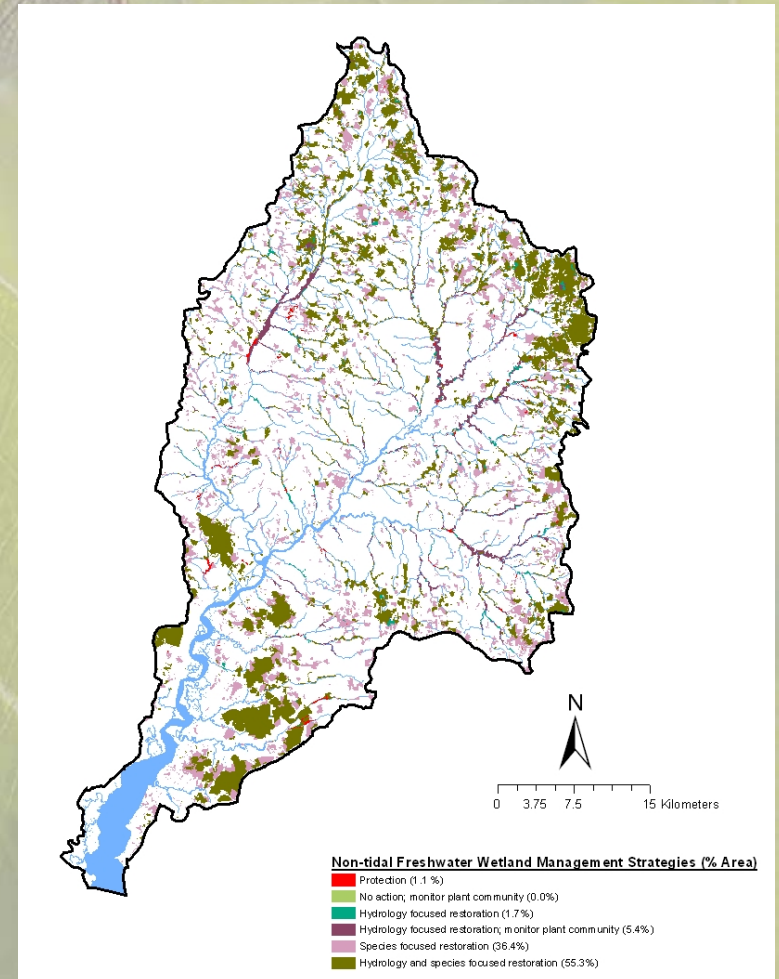 N
0 3.75 7.5 15 Kilometers
Non-tidal Freshwater Wetland Management Strategies (% Area)
Protection (1.1 %)
No action; monitor plant community (0.0%)
Hydrology focused restoration (1.7%)
Hydrology focused restoration; monitor plant community (5.4%)
Species focused restoration (36.4%)
Hydrology and species focused restoration (55.3%)